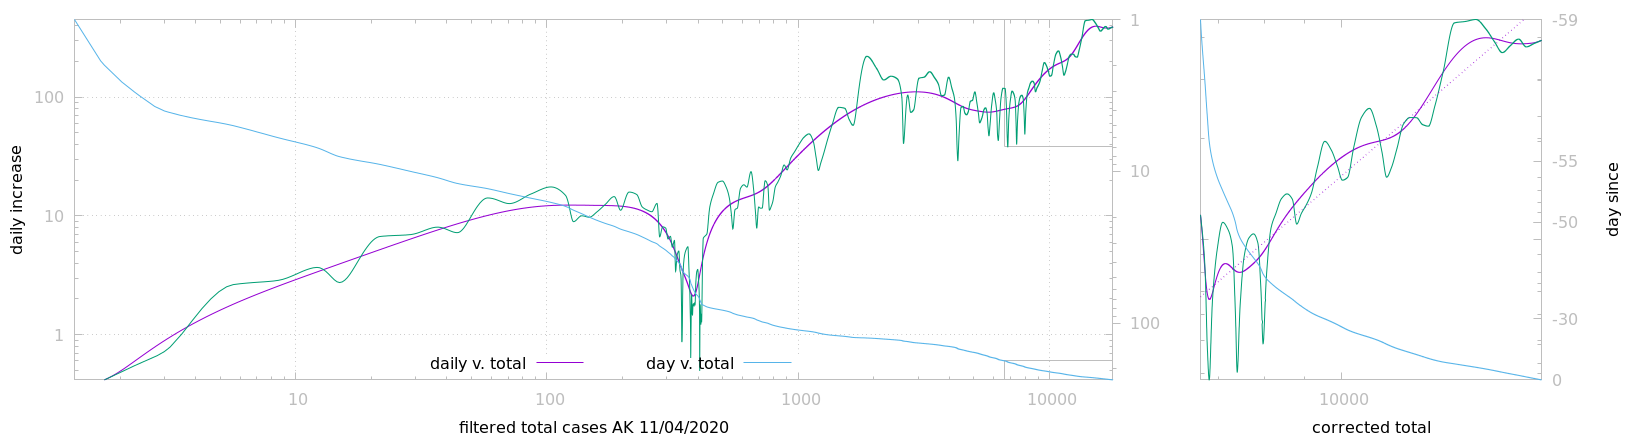 1 -59
100
10 -55
daily increase
10 -50
day since
1 100 -30
daily v. total day v. total
0
10 100 1000 10000 10000
filtered total cases AK 11/04/2020 corrected total